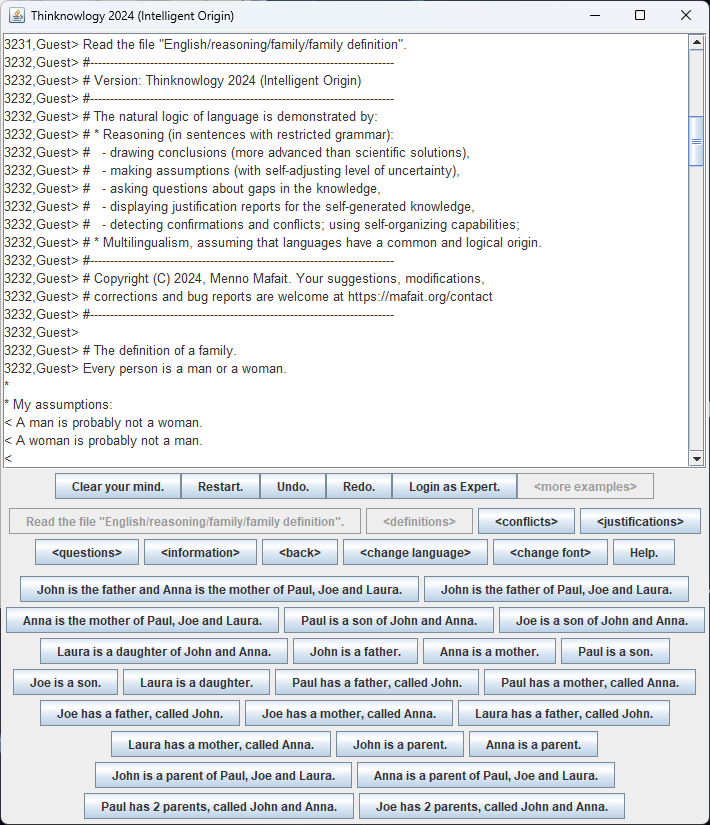 Thinknowlogy 2024 (Intelligent Origin)
3231,Guest> Read the file "English/reasoning/family/family definition".
3232,Guest> #----------------------------------------------------------------------------
3232,Guest> # Version: Thinknowlogy 2024 (Intelligent Origin)
3232,Guest> #----------------------------------------------------------------------------
3232,Guest> # The natural logic of language is demonstrated by:
3232,Guest> # * Reasoning (in sentences with restricted grammar):
3232,Guest> #   - drawing conclusions (more advanced than scientific solutions),
3232,Guest> #   - making assumptions (with self-adjusting level of uncertainty),
3232,Guest> #   - asking questions about gaps in the knowledge,
3232,Guest> #   - displaying justification reports for the self-generated knowledge,
3232,Guest> #   - detecting confirmations and conflicts; using self-organizing capabilities;
3232,Guest> # * Multilingualism, assuming that languages have a common and logical origin.
3232,Guest> #----------------------------------------------------------------------------
3232,Guest> # Copyright (C) 2024, Menno Mafait. Your suggestions, modifications,
3232,Guest> # corrections and bug reports are welcome at https://mafait.org/contact
3232,Guest> #----------------------------------------------------------------------------
3232,Guest>
3232,Guest> # The definition of a family.
3232,Guest> Every person is a man or a woman.
*
* My assumptions:
< A man is probably not a woman.
< A woman is probably not a man.
<
Clear your mind. Restart. Undo. Redo. Login as Expert. <more examples>
Read the file "English/reasoning/family/family definition". <definitions> <conflicts> <justifications>
<questions> <information> <back> <change language> <change font> Help.
John is the father and Anna is the mother of Paul, Joe and Laura. John is the father of Paul, Joe and Laura.
Anna is the mother of Paul, Joe and Laura. Paul is a son of John and Anna. Joe is a son of John and Anna.
Laura is a daughter of John and Anna. John is a father. Anna is a mother. Paul is a son.
Joe is a son. Laura is a daughter. Paul has a father, called John. Paul has a mother, called Anna.
Joe has a father, called John. Joe has a mother, called Anna. Laura has a father, called John.
Laura has a mother, called Anna. John is a parent. Anna is a parent.
John is a parent of Paul, Joe and Laura. Anna is a parent of Paul, Joe and Laura.
Paul has 2 parents, called John and Anna. Joe has 2 parents, called John and Anna.